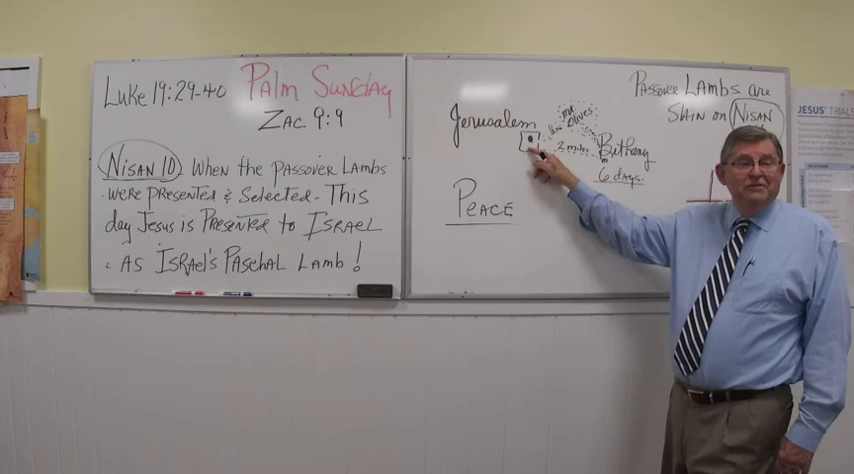 Luke 19:29-40
Palm Sunday
Zac. 9:9
Nisan 10 When the Passover Lambs
were Presented & Selected. This
day Jesus is Presented to Israel
As Israel's Paschal Lamb!
Passover Lambs are
Slain on Nisan
Jerusalem
mt
Olives
2 miles
Bethany
6 days.
Peace
JESUS' TRIALS